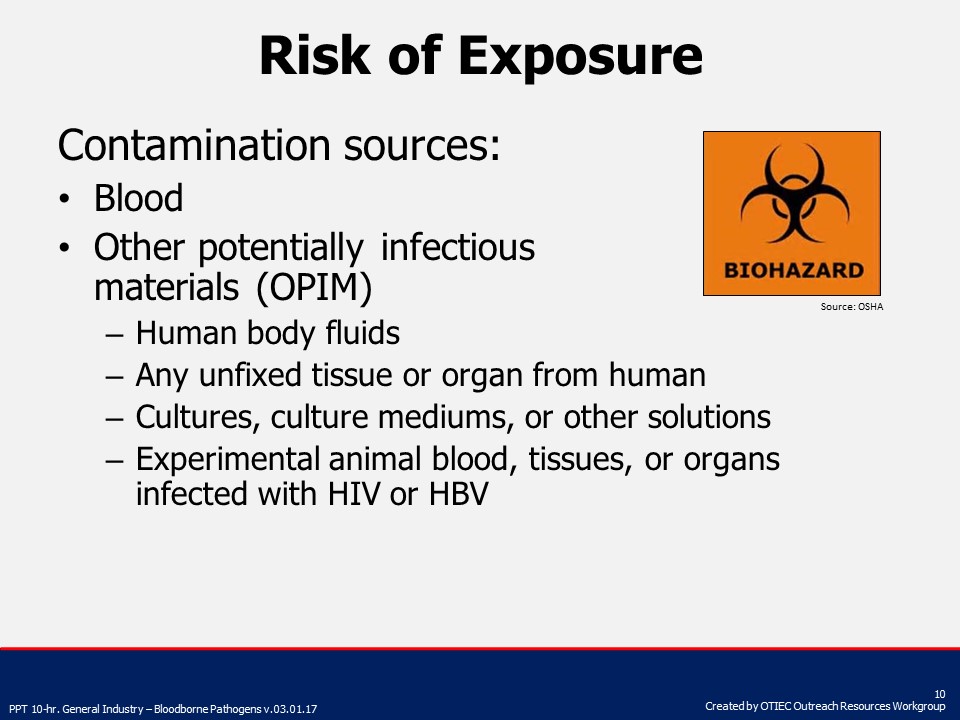 Risk of Exposure
Contamination sources:
• Blood
• Other potentially infectious
materials (OPIM)
– Human body fluids
– Any unfixed tissue or organ from human
– Cultures, culture mediums, or other solutions
– Experimental animal blood, tissues, or organs
infected with HIV or HBV
BIOHAZARD
Source: OSHA
PPT 10-hr. General Industry – Bloodborne Pathogens v.03.01.17
10
Created by OTIEC Outreach Resources Workgroup